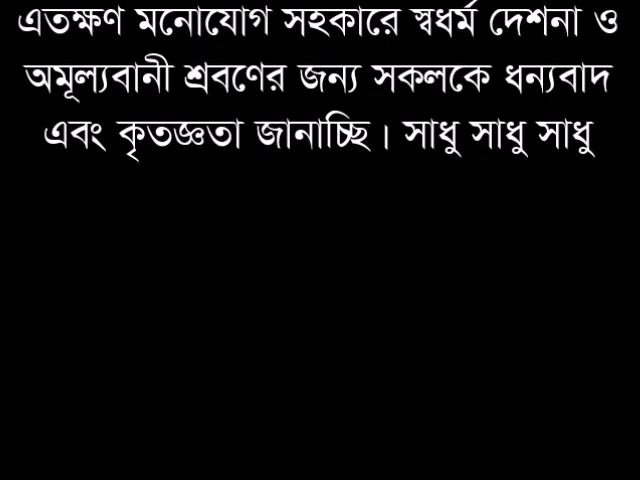 এতক্ষণ মনোযোগ সহকারে স্বধর্ম দেশনা ও
অমূল্যবানী শ্রবণের জন্য সকলকে ধন্যবাদ
এবং কৃতজ্ঞতা জানাচ্ছি। সাধু সাধু সাধু